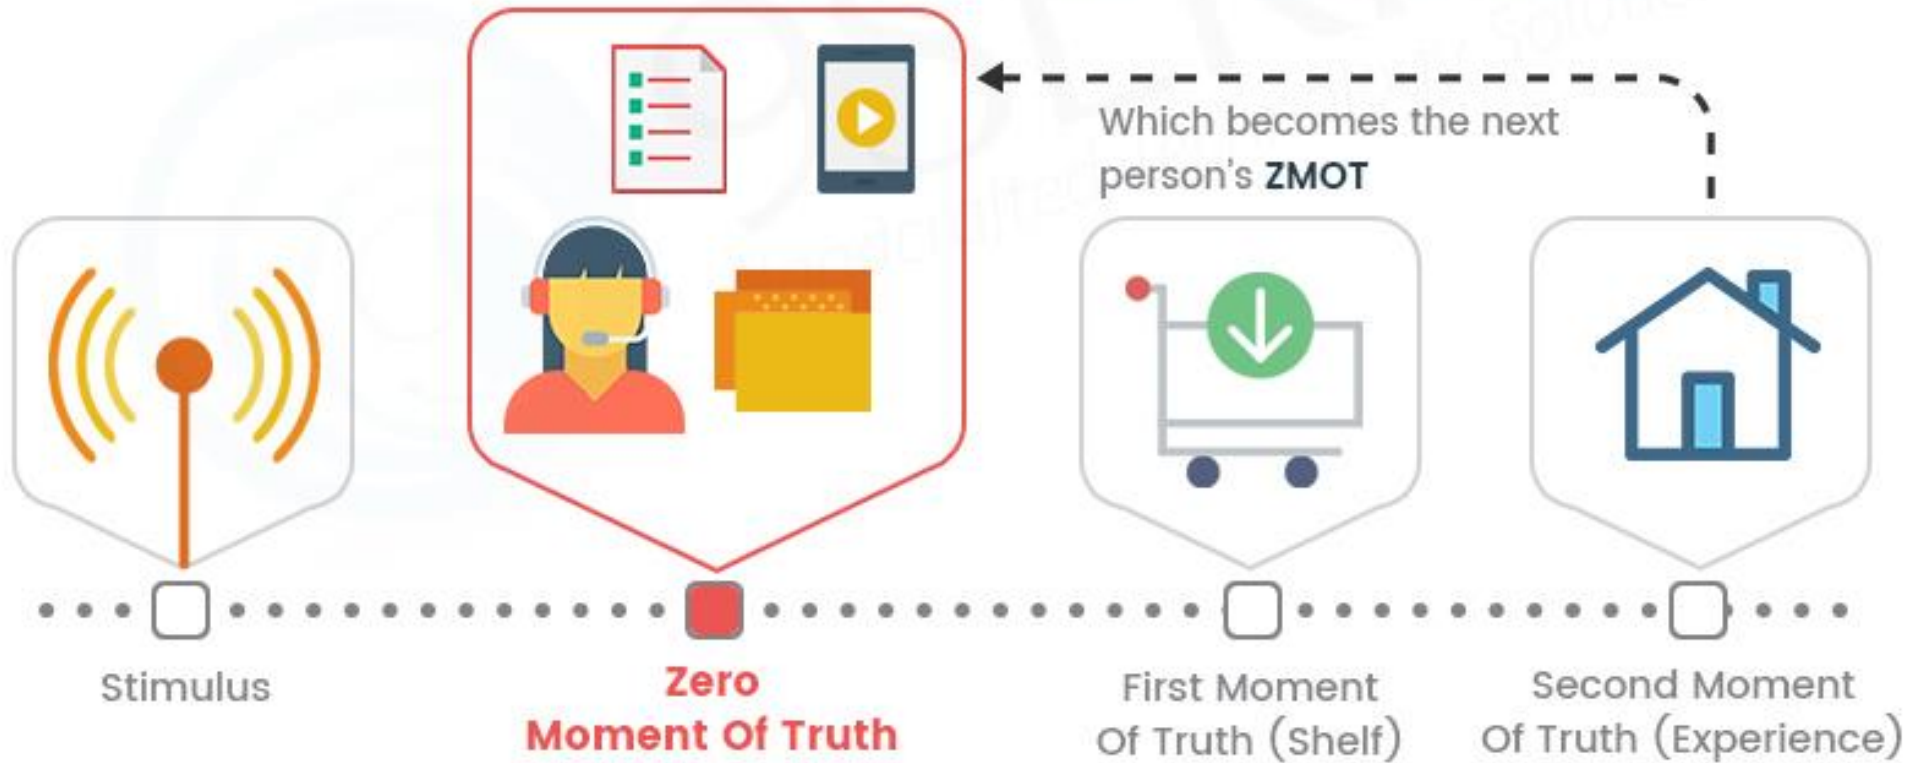 Which becomes the next
person's ZMOT
Stimulus
Zero
Moment Of Truth
First Moment
Of Truth (Shelf)
Second Moment
Of Truth (Experience)